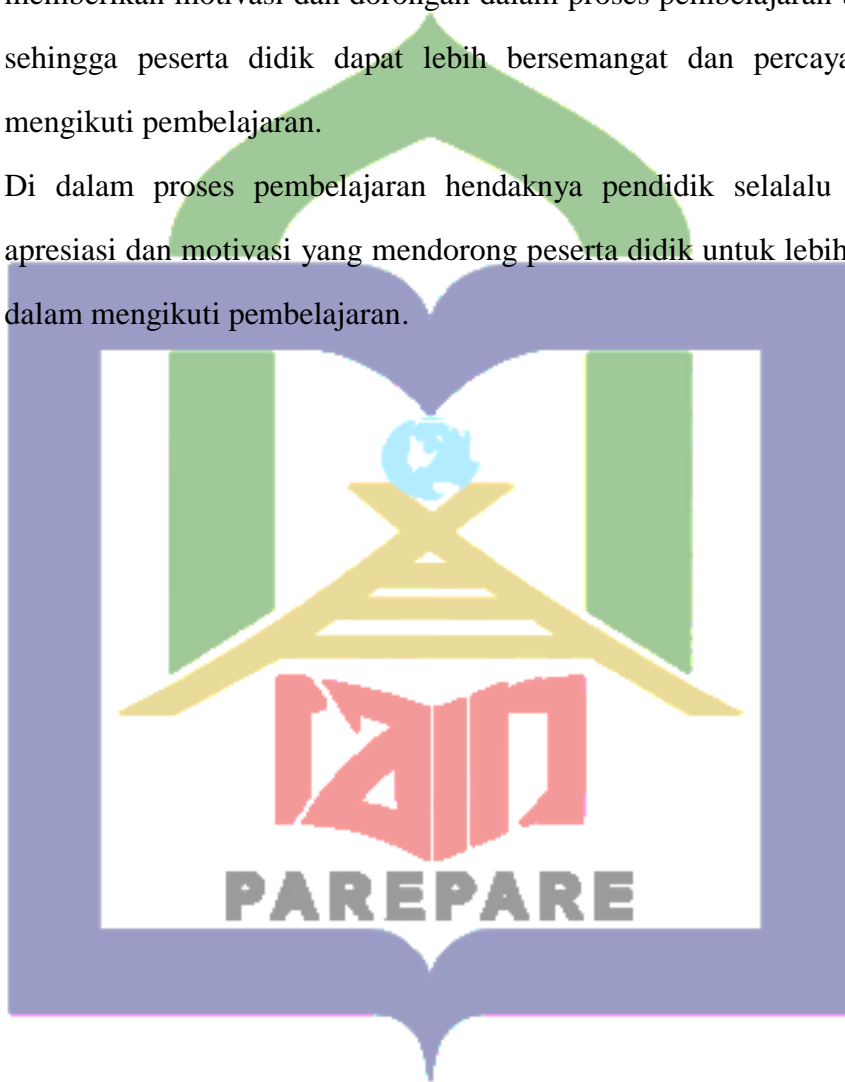 memberikan motivasi dan dorongan dalam proses pembelajaran
sehingga peserta didik dapat lebih bersemangat dan percaya
mengikuti pembelajaran.
Di dalam proses pembelajaran hendaknya pendidik selalalu
apresiasi dan motivasi yang mendorong peserta didik untuk lebih
dalam mengikuti pembelajaran.
iain
PAREPARE